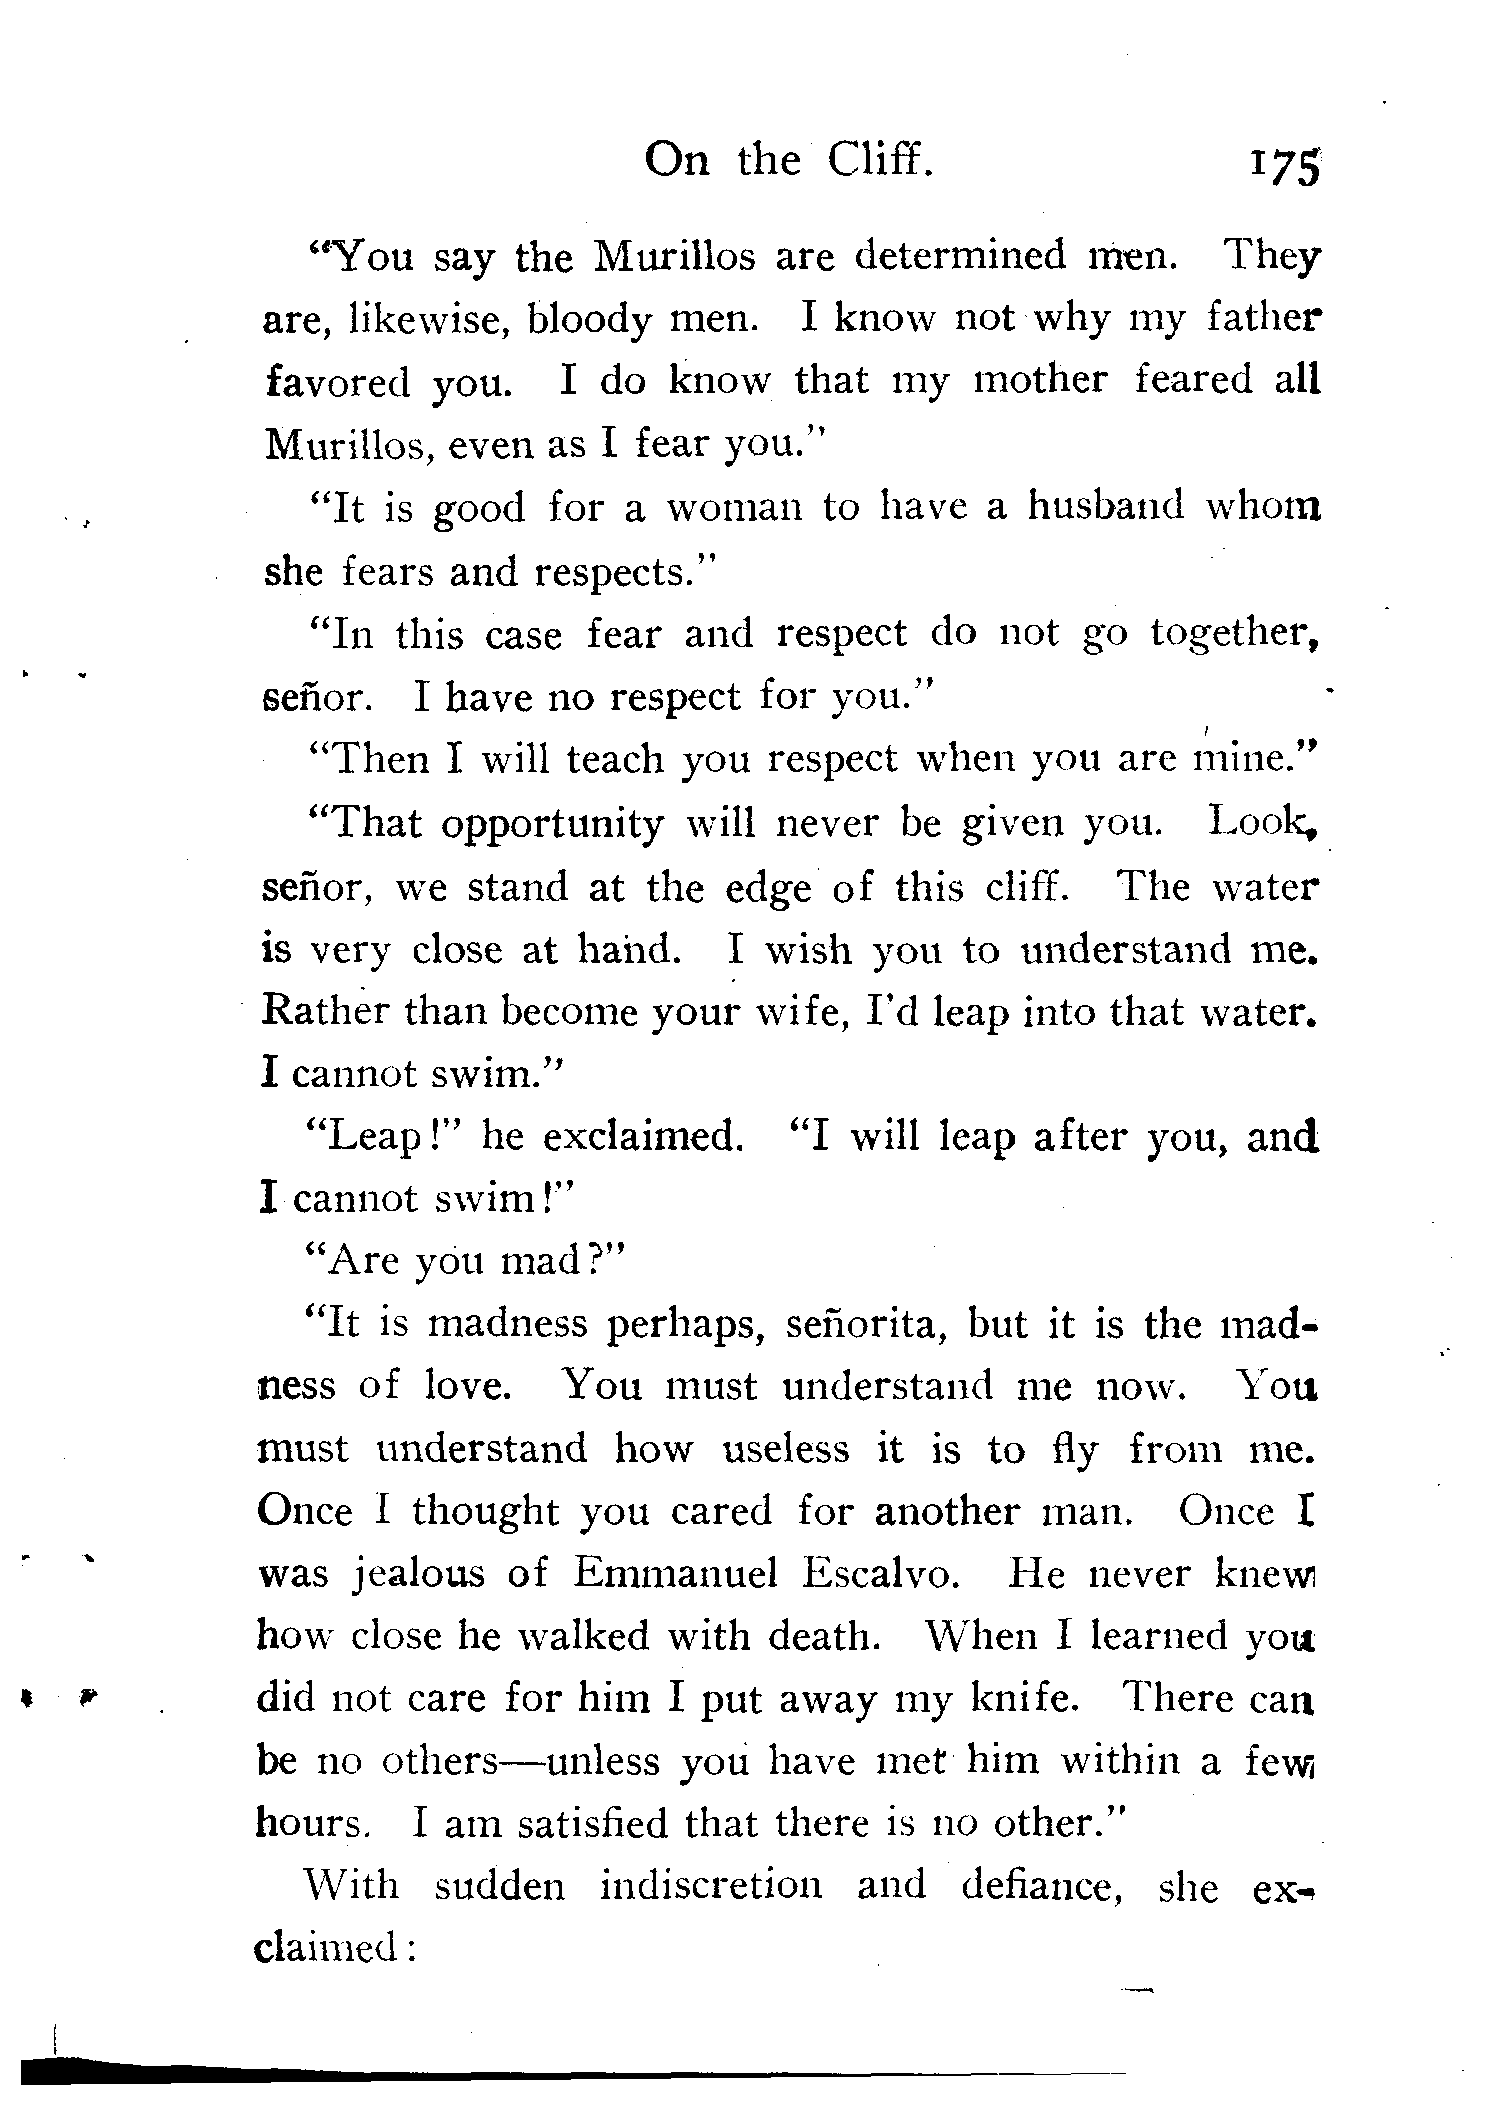 On the Cliff. 175
“You say the Murillos are determined men. They
are, likewise, bloody men. I know not why my father
favored you. I do know that my mother feared all
Murillos, even as I fear you.”
“It is good for a woman to have a husband whom
she fears and respects.”
“In this case fear and respect do not go together,
señor. I have no respect for you.”
“Then I will teach you respect when you are mine.”
“That opportunity will never be given you. Look,
señor, we stand at the edge of this cliff. The water
is very close at hand. I wish you to understand me.
Rather than become your wife, I’d leap into that water.
I cannot swim.”
“Leap!” he exclaimed. “I will leap after you, and
I cannot swim!”
“Are you mad?”
“It is madness perhaps, señorita, but it is the mad-
ness of love. You must understand me now. You
must understand how useless it is to fly from me.
Once I thought you cared for another man. Once I
was jealous of Emmanuel Escalvo. He never knew
how close he walked with death. When I learned you
did not care for him I put away my knife. There can
be no others—unless you have met him within a few
hours. I am satisfied that there is no other.”
With sudden indiscretion and defiance, she ex-
claimed: